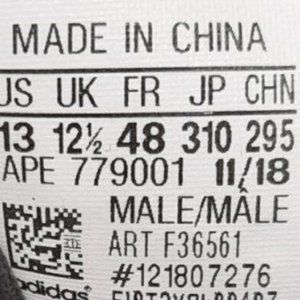 MADE IN CHINA
US UK FR JP CHN
13 12½ 48 310 295
APE 779001 11/18
MALE/MÂLE
ART F36561
#121807276
adidas